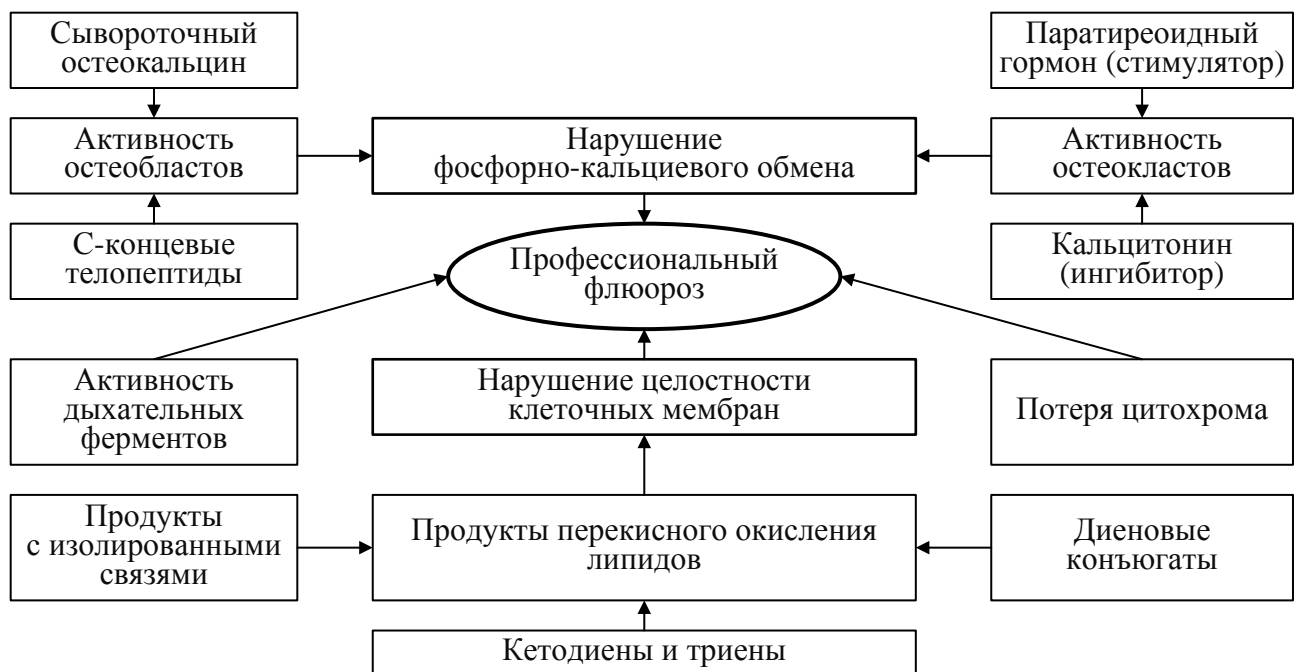 Сывороточный
остеокальцин
Паратиреоидный
гормон (стимулятор)
Активность
остеобластов
Нарушение
фосфорно-кальциевого обмена
Активность
остеокластов
С-концевые
телопептиды
Профессиональный
флюороз
Кальцитонин
(ингибитор)
Активность
дыхательных
ферментов
Нарушение целостности
клеточных мембран
Потеря цитохрома
Продукты
с изолированными
связями
Продукты перекисного окисления
липидов
Диеновые
конъюгаты
Кетодиены и триены